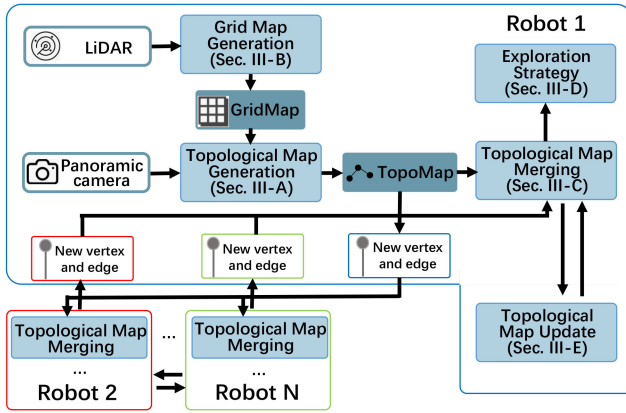 Robot 1
LiDAR
Grid Map
Generation
(Sec. III-B)
Exploration
Strategy
(Sec. III-D)
GridMap
Panoramic
camera
Topological Map
Generation
(Sec. III-A)
TopoMap
Topological Map
Merging
(Sec. III-C)
New vertex
and edge
New vertex
and edge
New vertex
and edge
Topological Map
Merging
...
Robot 2
...
Topological Map
Merging
...
Robot N
Topological
Map Update
(Sec. III-E)